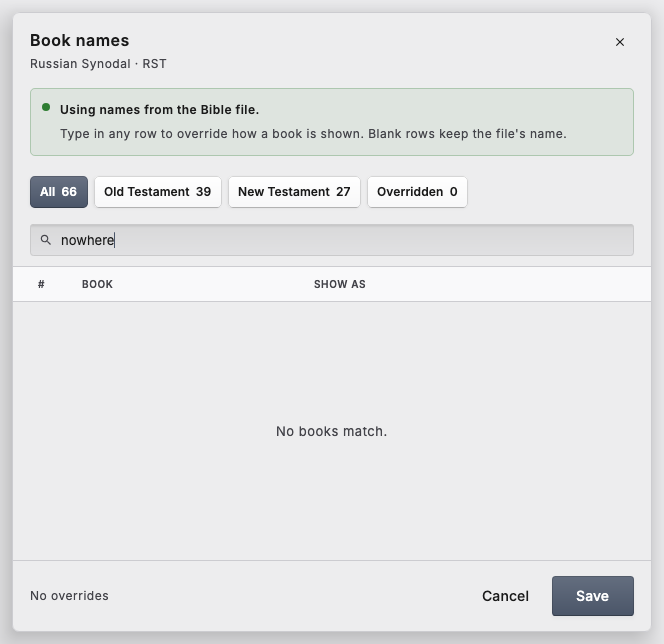 Book names
Russian Synodal · RST
Using names from the Bible file.
Type in any row to override how a book is shown. Blank rows keep the file's name.
All 66 Old Testament 39 New Testament 27 Overridden 0
nowhere
# BOOK SHOW AS
No books match.
No overrides Cancel Save